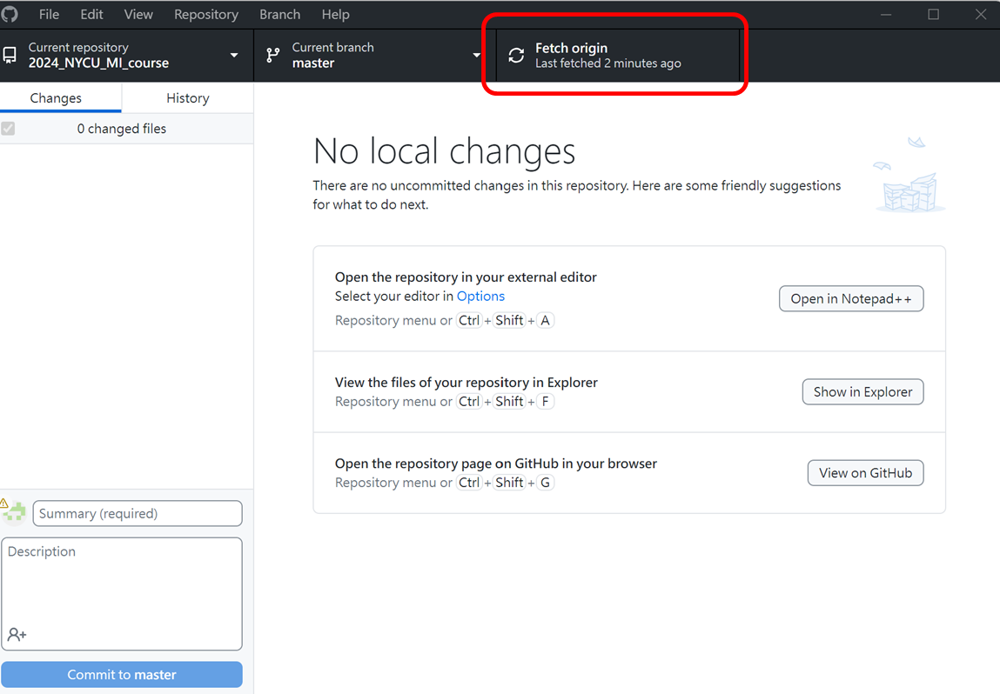 File Edit View Repository Branch Help
Current repository
2024_NYCU_MI_course
Current branch
master
Fetch origin
Last fetched 2 minutes ago
Changes
History
0 changed files
No local changes
There are no uncommitted changes in this repository. Here are some friendly suggestions
for what to do next.
Open the repository in your external editor
Select your editor in Options
Repository menu or Ctrl + Shift + A
Open in Notepad++
View the files of your repository in Explorer
Repository menu or Ctrl + Shift + F
Show in Explorer
Open the repository page on GitHub in your browser
Repository menu or Ctrl + Shift + G
View on GitHub
Summary (required)
Description
Commit to master